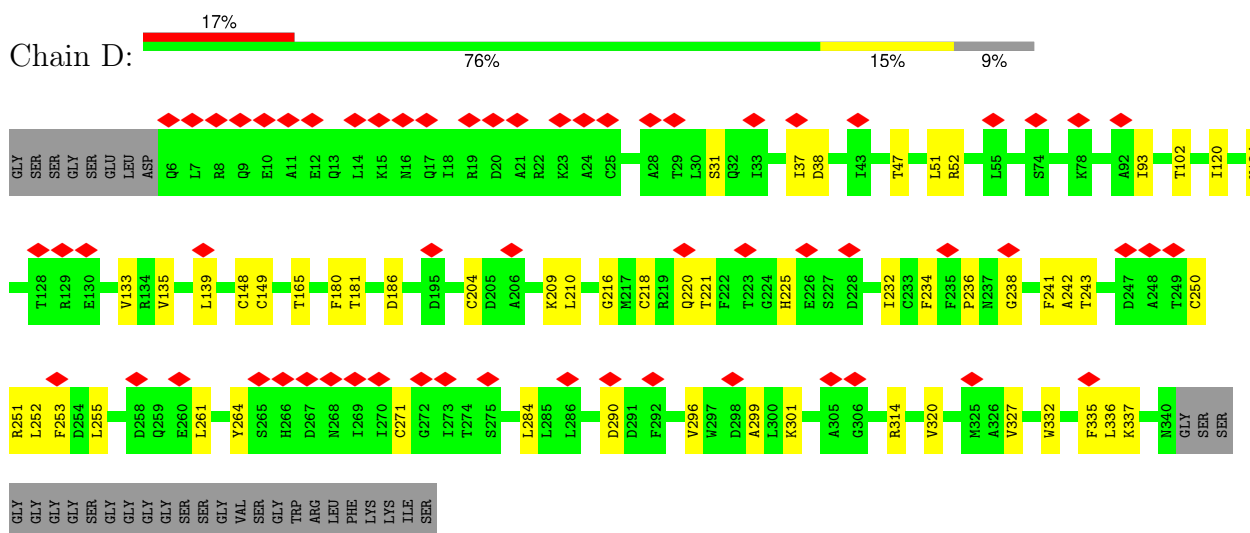 17%
Chain D:
76% 15% 9%
GLY SER SER GLY SER GLU LEU ASP Q6 L7 R8 Q9 E10 A11 E12 Q13 L14 K15 N16 Q17 I18 R19 D20 A21 R22 K23 A24 C25 A28 T29 L30 S31 Q32 I33 I37 D38 I43 T47 L51 R52 L55 S74 K78 A92 I93 T102 I120
T128 R129 E130 V133 R134 V135 L139 C148 C149 T165 F180 T181 D186 D195 C204 D205 A206 K209 L210 G216 M217 C218 R219 Q220 T221 F222 T223 G224 H225 E226 S227 D228 I232 C233 F234 F235 P236 N237 G238 F241 A242 T243 D247 A248 T249 C250
R251 L252 F253 D254 L255 D258 Q259 E260 L261 Y264 S265 H266 D267 N268 I269 I270 C271 G272 I273 T274 S275 L284 L285 L286 D290 D291 F292 V296 W297 D298 A299 L300 K301 A305 G306 R314 V320 M325 A326 V327 W332 F335 L336 K337 N340 GLY SER SER
GLY GLY GLY GLY SER GLY GLY GLY GLY SER SER GLY VAL SER GLY TRP ARG LEU PHE LYS LYS ILE SER